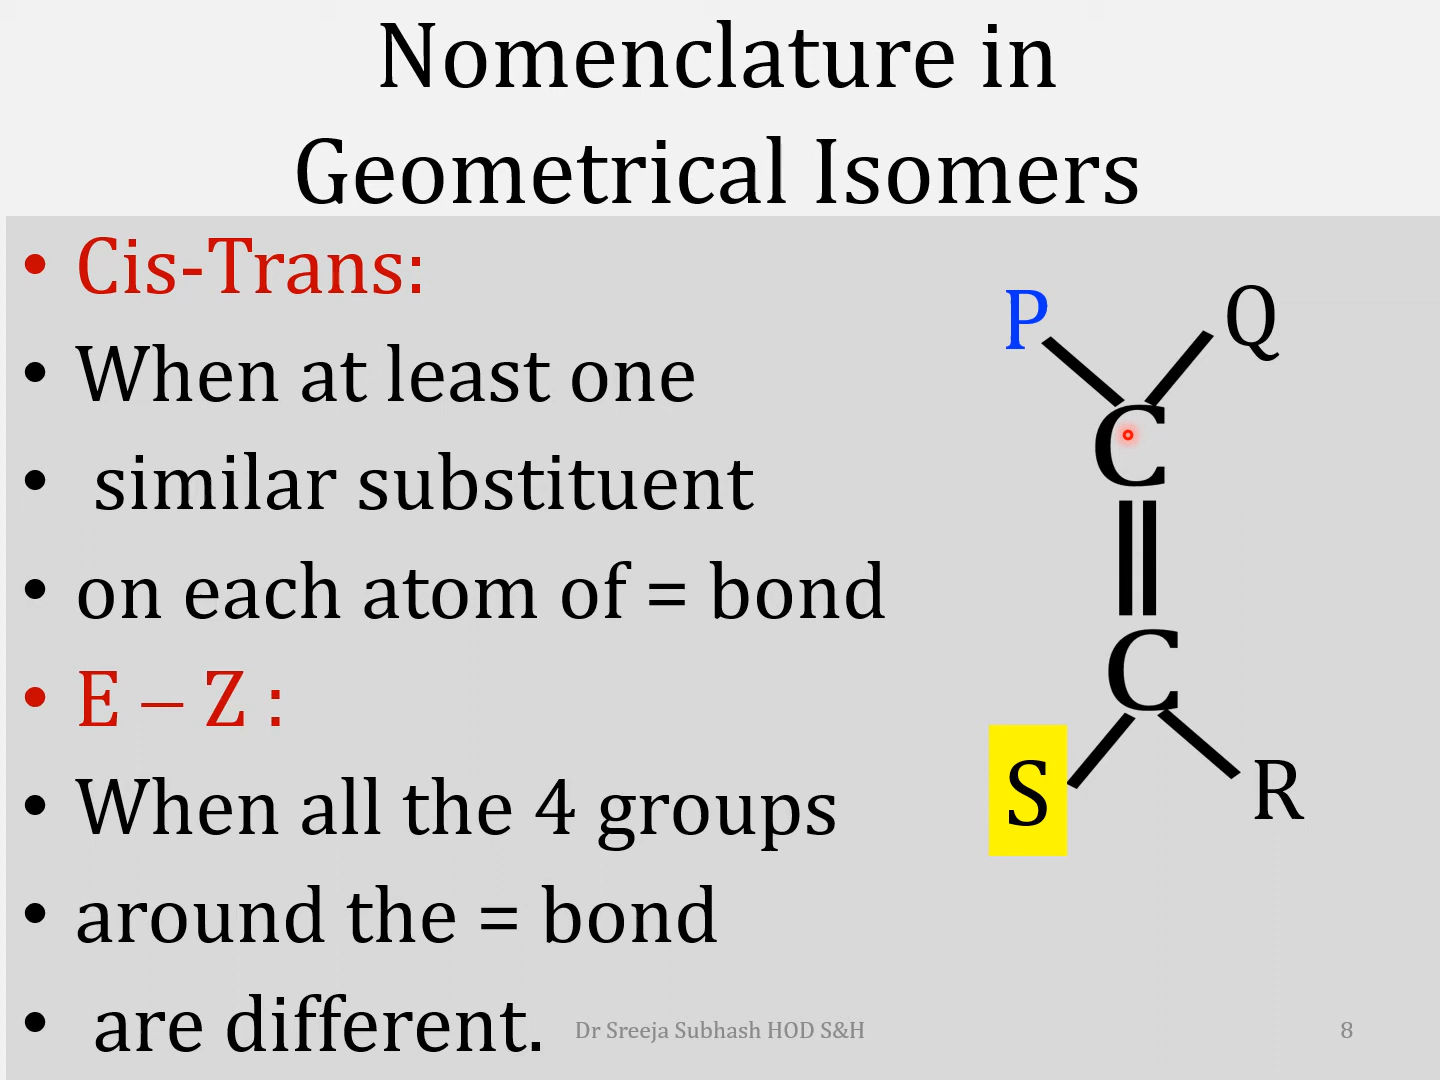 Nomenclature in
Geometrical Isomers
• Cis-Trans:
• When at least one
• similar substituent
• on each atom of = bond
• E – Z :
• When all the 4 groups
• around the = bond
• are different.
P Q
C
C
S R
Dr Sreeja Subhash HOD S&H
8